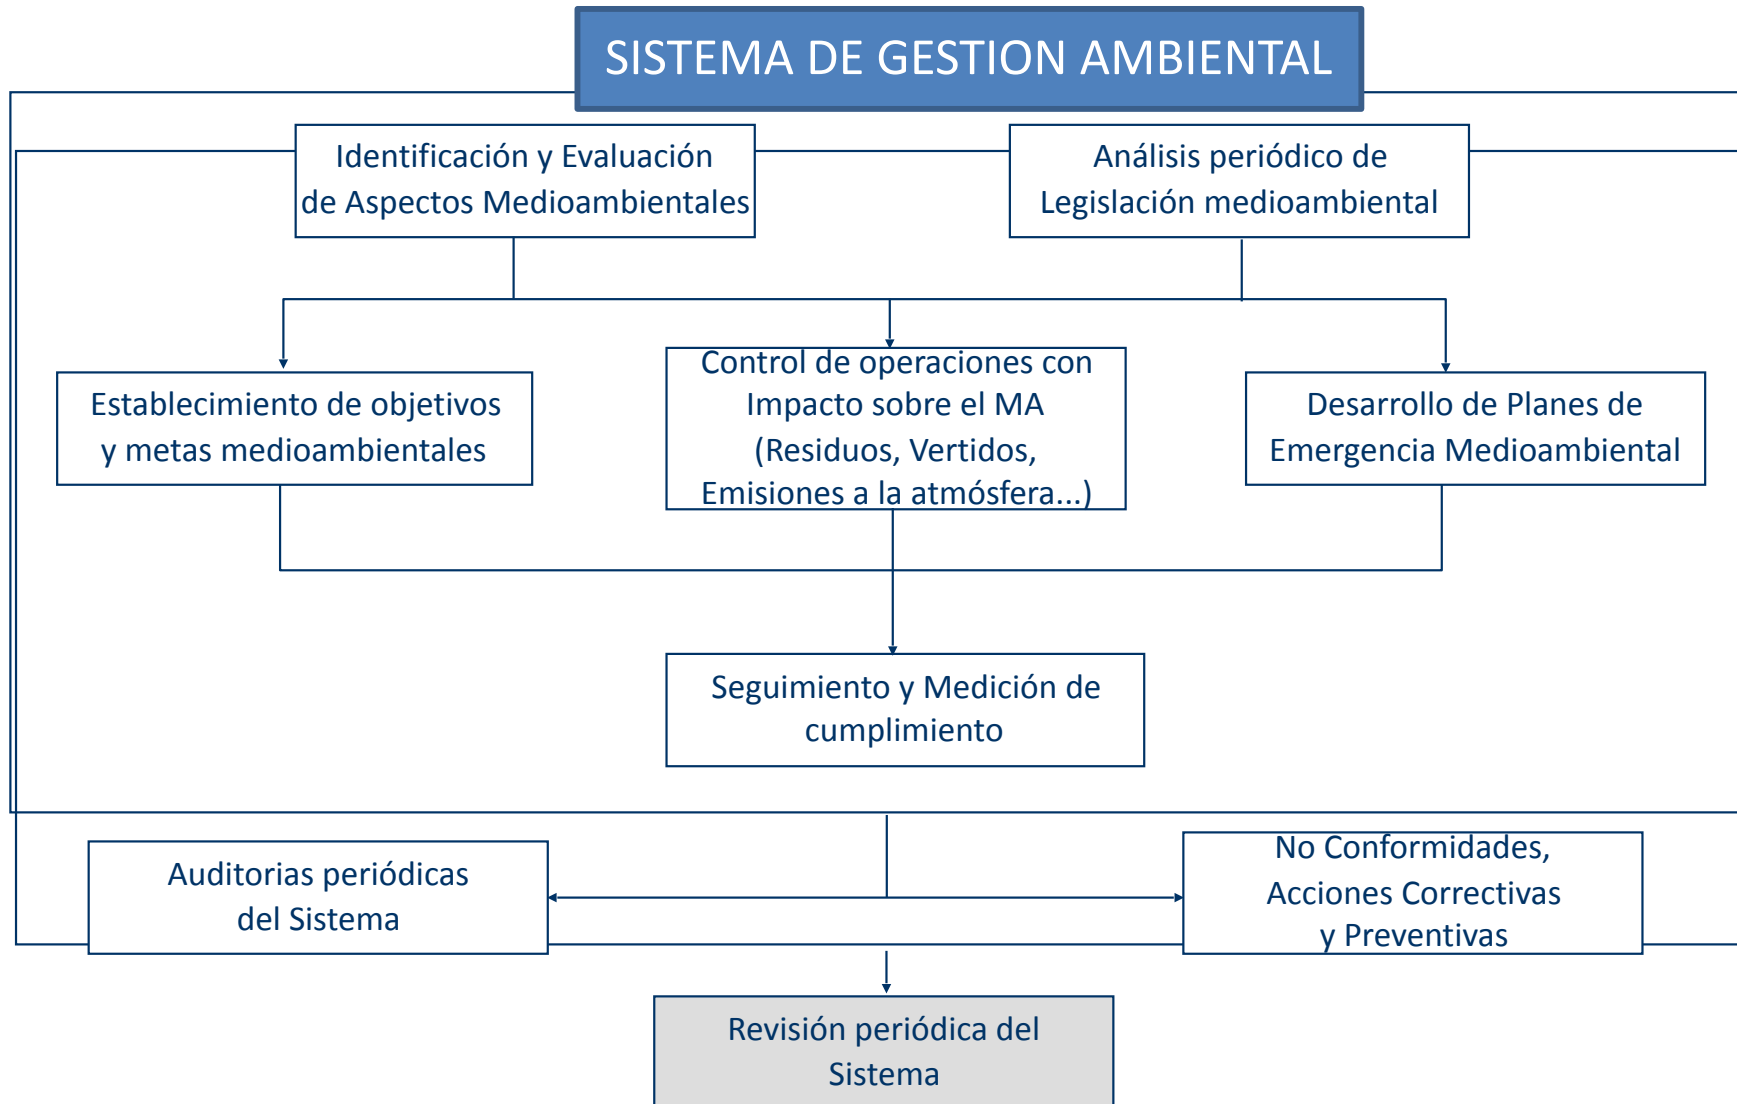 SISTEMA DE GESTION AMBIENTAL
Identificación y Evaluación
de Aspectos Medioambientales
Análisis periódico de
Legislación medioambiental
Establecimiento de objetivos
y metas medioambientales
Control de operaciones con
Impacto sobre el MA
(Residuos, Vertidos,
Emisiones a la atmósfera...)
Desarrollo de Planes de
Emergencia Medioambiental
Seguimiento y Medición de
cumplimiento
Auditorias periódicas
del Sistema
No Conformidades,
Acciones Correctivas
y Preventivas
Revisión periódica del
Sistema